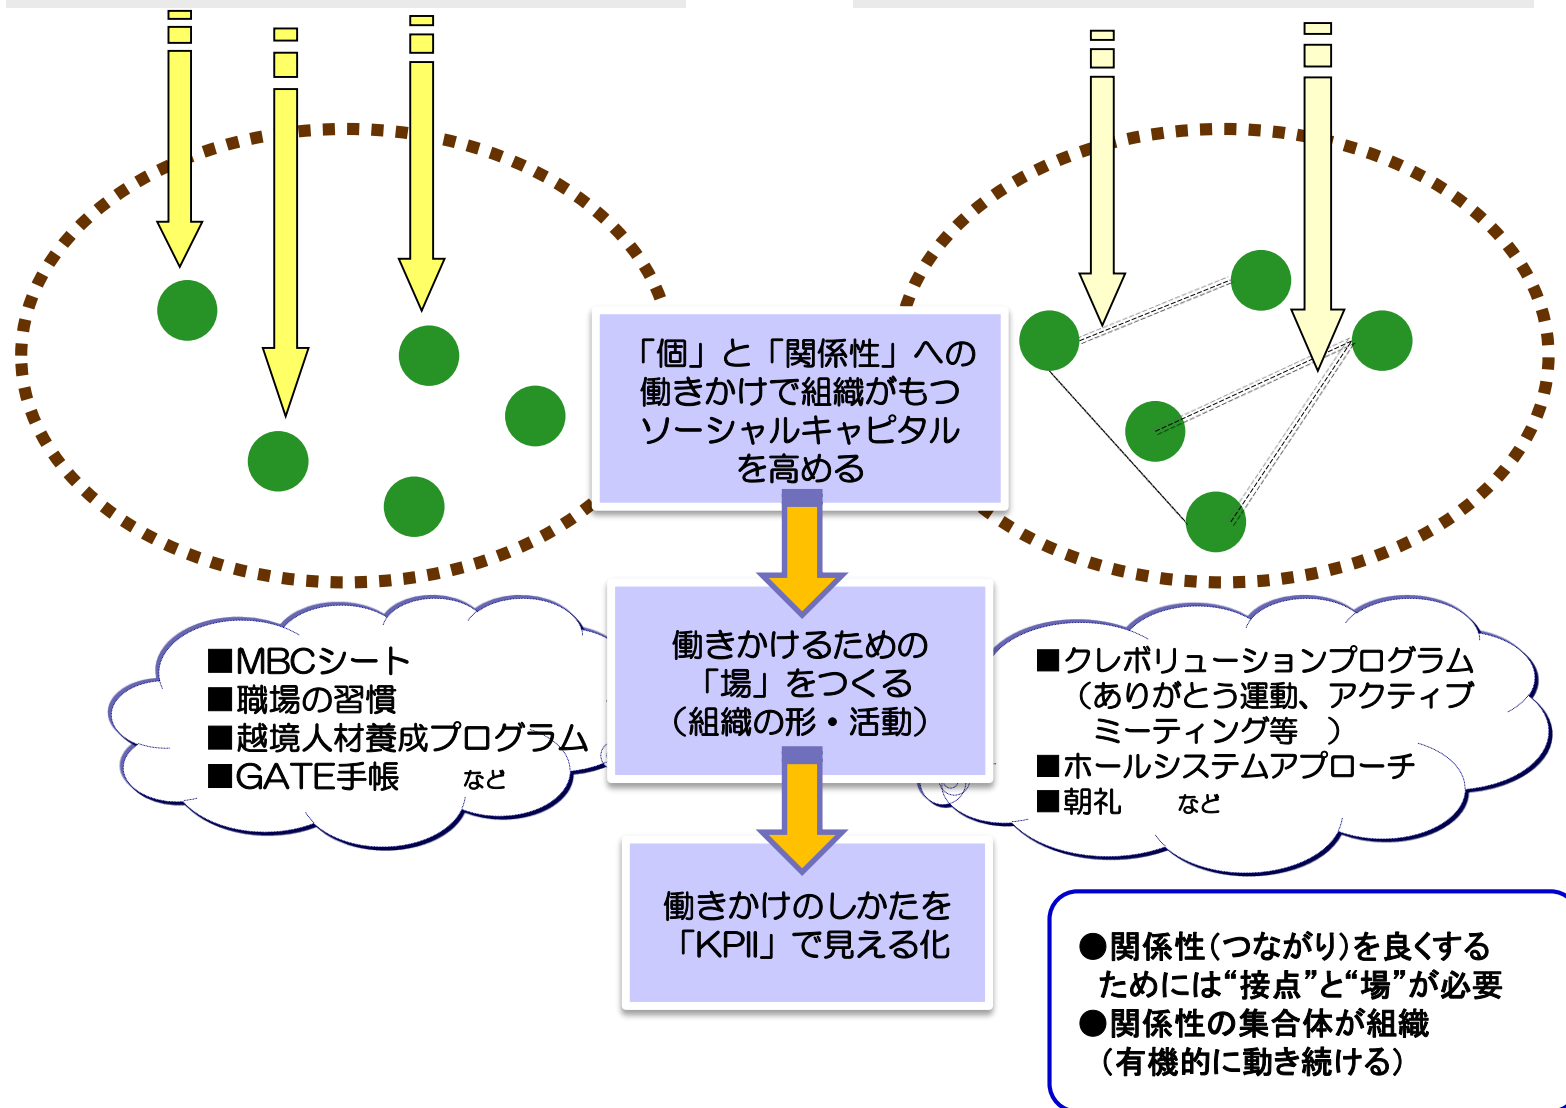 「個」と「関係性」への
働きかけで組織がもつ
ソーシャルキャピタル
を高める
働きかけるための
「場」をつくる
（組織の形・活動）
働きかけのしかたを
「KPII」で見える化
■MBCシート
■職場の習慣
■越境人材養成プログラム
■GATE手帳　　など
■クレボリューションプログラム
（ありがとう運動、アクティブ
ミーティング等　）
■ホールシステムアプローチ
■朝礼　　など
●関係性（つながり）を良くする
ためには“接点”と“場”が必要
●関係性の集合体が組織
（有機的に動き続ける）